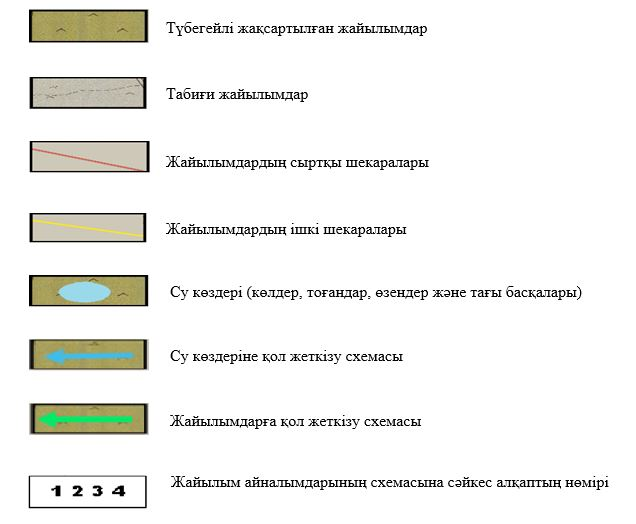 Түбегейлі жақсартылған жайылымдар
Табиғи жайылымдар
Жайылымдардың сыртқы шекаралары
Жайылымдардың ішкі шекаралары
Су көздері (көлдер, тоғандар, өзендер және тағы басқалары)
Су көздеріне қол жеткізу схемасы
Жайылымдарға қол жеткізу схемасы
1 2 3 4 Жайылым айналымдарының схемасына сәйкес алқаптың нөмірі